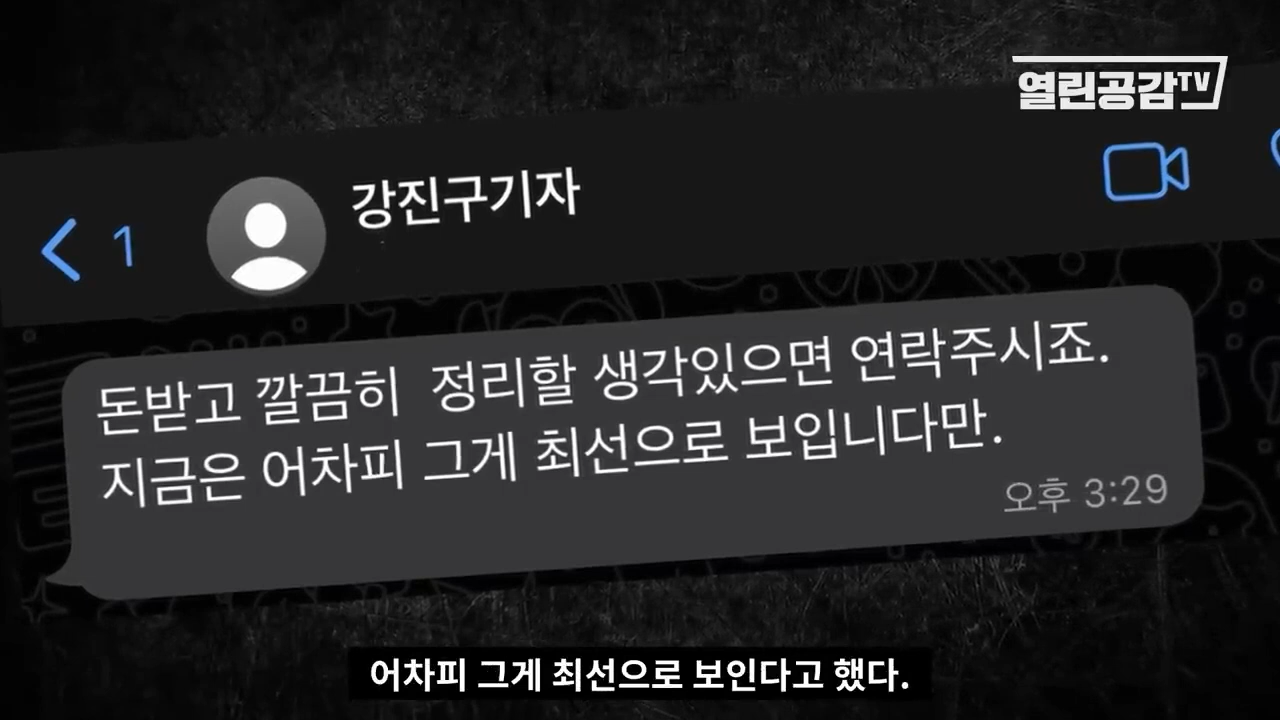 열린공감TV
1
강진구기자
돈받고 깔끔히  정리할 생각있으면 연락주시죠.
지금은 어차피 그게 최선으로 보입니다만.
오후 3:29
어차피 그게 최선으로 보인다고 했다.